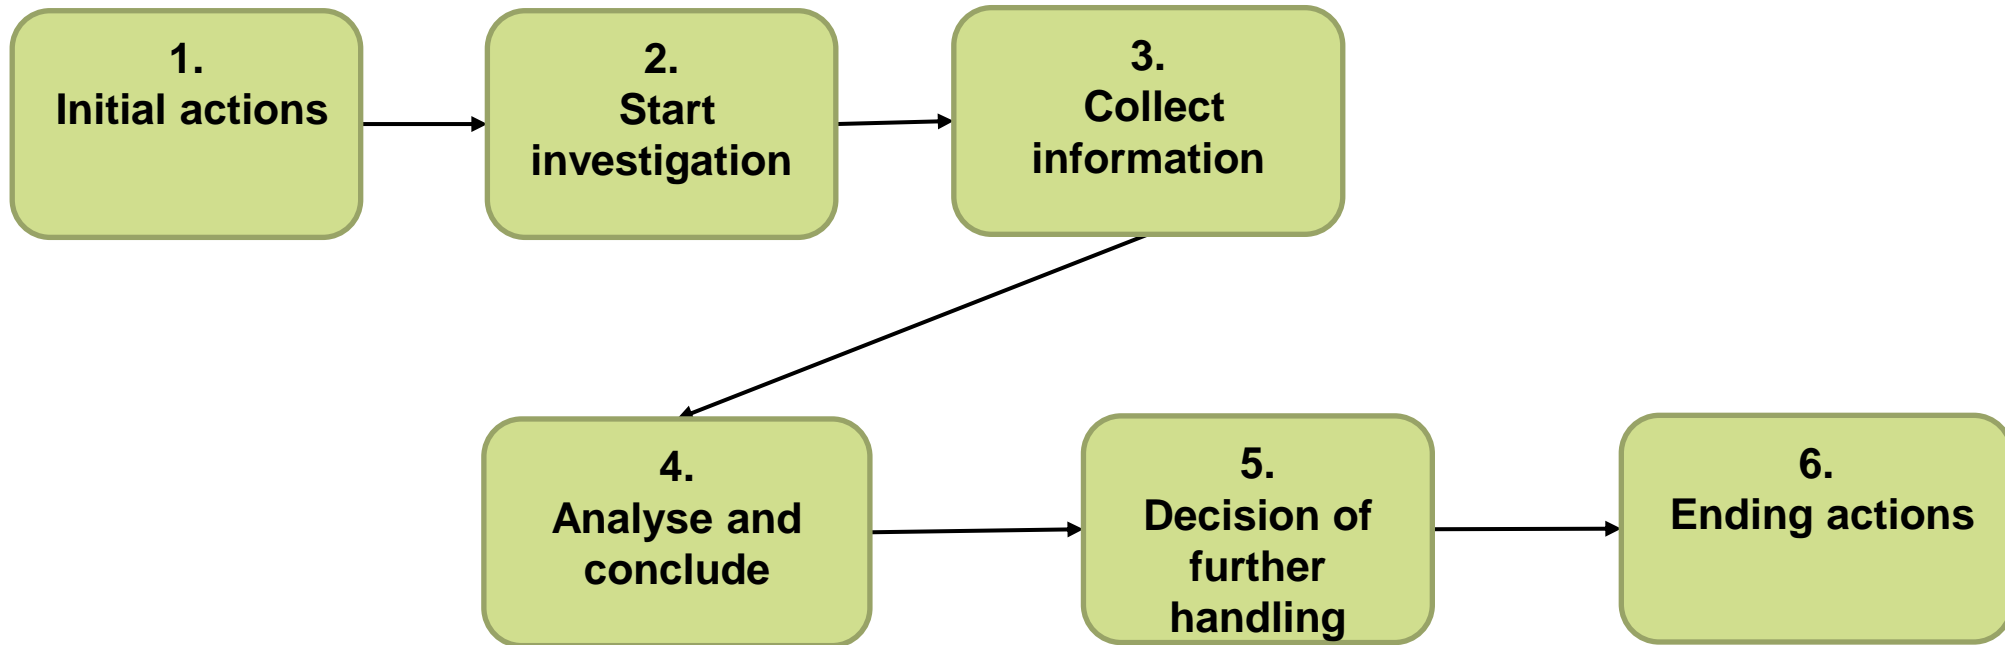 1.
Initial actions
2.
Start
investigation
3.
Collect
information
4.
Analyse and
conclude
5.
Decision of
further
handling
6.
Ending actions